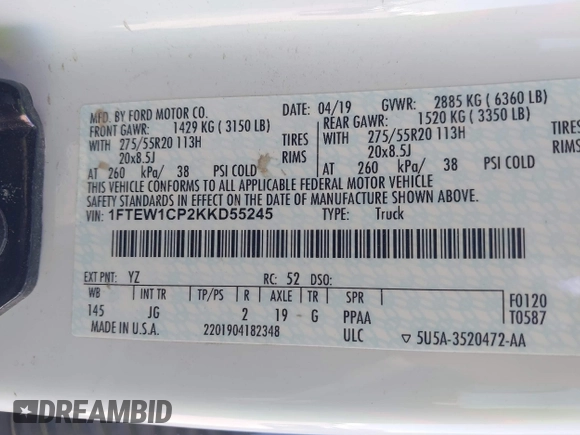 MFD. BY FORD MOTOR CO.
DATE: 04/19 GVWR: 2885 KG ( 6360 LB)
FRONT GAWR: 1429 KG ( 3150 LB) REAR GAWR: 1520 KG ( 3350 LB)
WITH 275/55R20 113H TIRES WITH 275/55R20 113H
20x8.5J RIMS 20x8.5J
AT 260 kPa/ 38 PSI COLD AT 260 kPa/ 38 PSI COLD
THIS VEHICLE CONFORMS TO ALL APPLICABLE FEDERAL MOTOR VEHICLE
SAFETY STANDARDS IN EFFECT ON THE DATE OF MANUFACTURE SHOWN ABOVE.
VIN: 1FTEW1CP2KKD55245 TYPE: Truck
EXT PNT: YZ RC: 52 DSO:
WB INT TR TP/PS R AXLE TR SPR F0120
145 JG 2 19 G PPAA T0587
MADE IN U.S.A. 2201904182348 ULC ▽ 5U5A-3520472-AA
DREAMBID